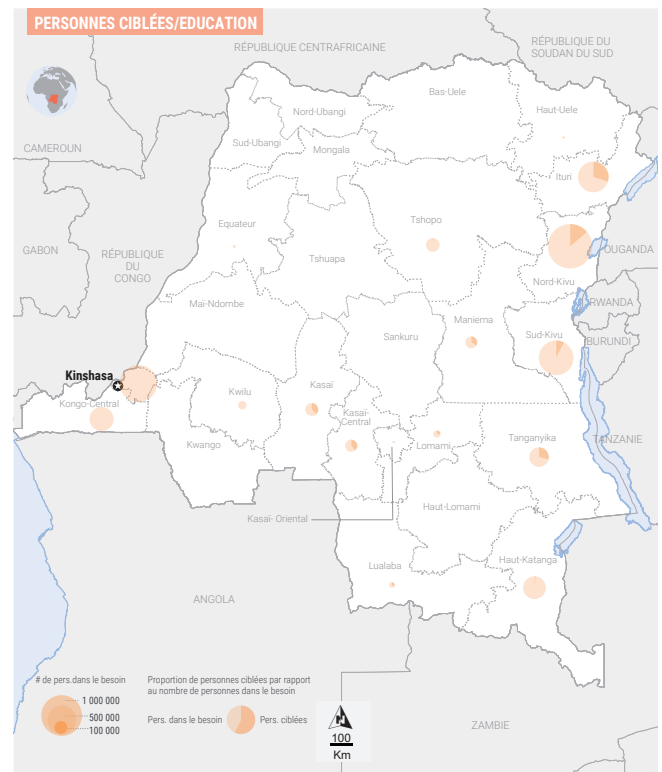 PERSONNES CIBLÉES/EDUCATION
RÉPUBLIQUE CENTRAFRICAINE
RÉPUBLIQUE DU
SOUDAN DU SUD
Bas-Uele
Haut-Uele
Nord-Ubangi
Sud-Ubangi
Mongala
CAMEROUN
Ituri
Equateur
Tshopo
GABON
RÉPUBLIQUE
DU
CONGO
Tshuapa
OUGANDA
Nord-Kivu
Maï-Ndombe
RWANDA
Maniema
Sankuru
Sud-Kivu
BURUNDI
Kinshasa
Kongo-Central
Kwilu
Kasaï
Kasaï-
Central
Kwango
Lomami
Tanganyika
TANZANIE
Haut-Lomami
Kasaï- Oriental
Lualaba
Haut-Katanga
ANGOLA
ZAMBIE
# de pers.dans le besoin
1 000 000
500 000
100 000
Proportion de personnes ciblées par rapport
au nombre de personnes dans le besoin
Pers. dans le besoin
Pers. ciblées
N
100
Km